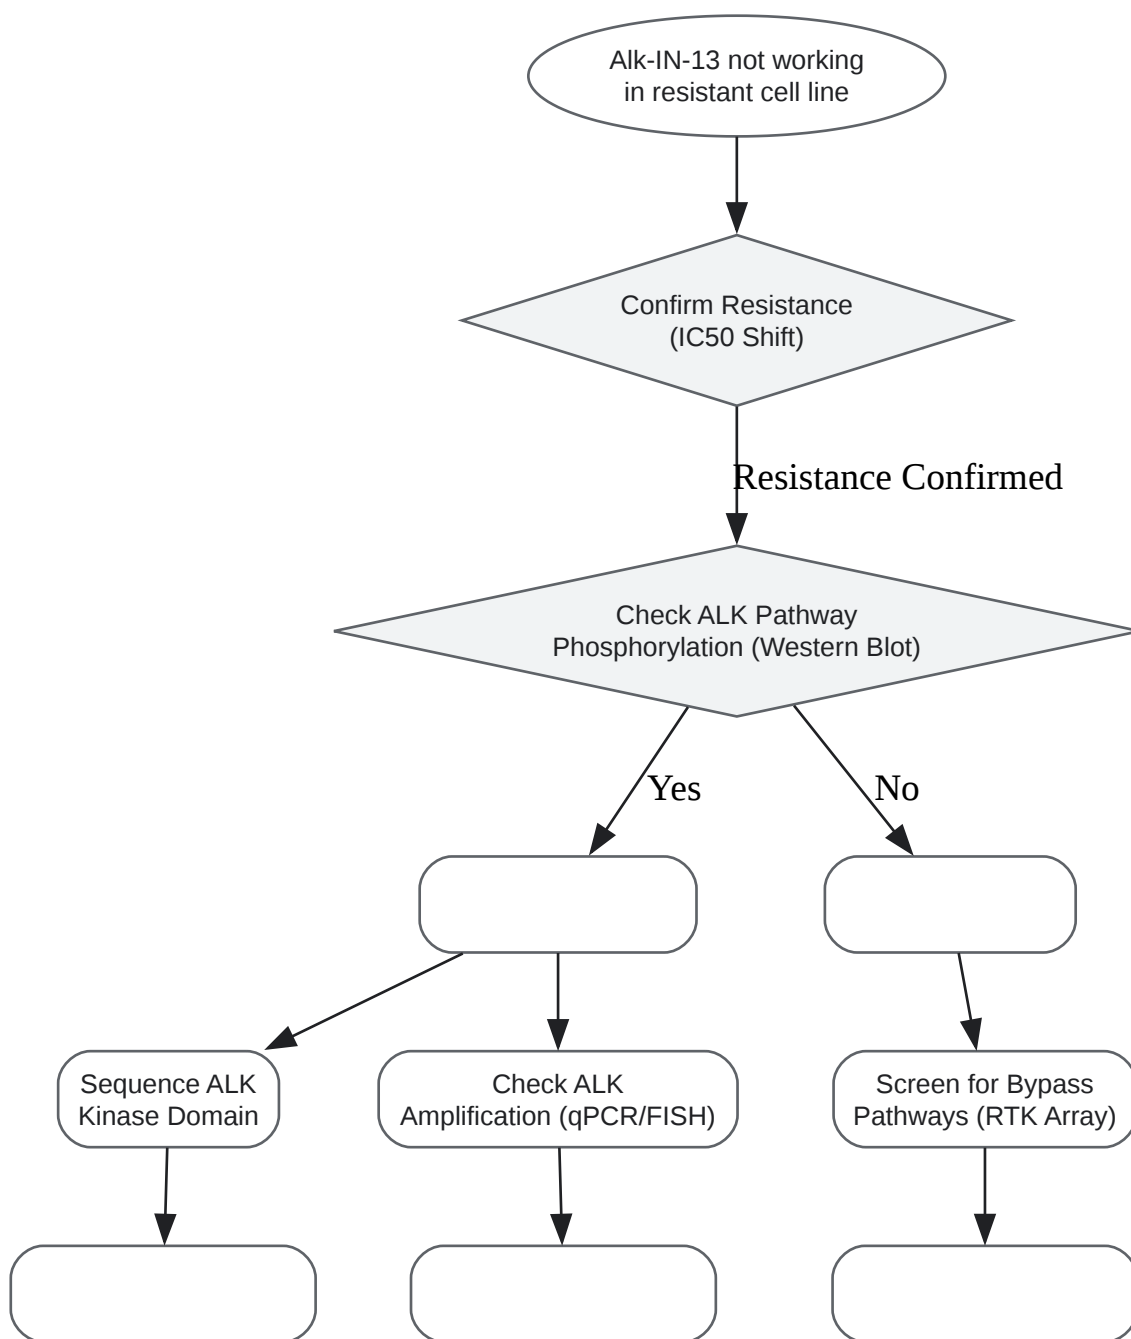 Alk-IN-13 not working
in resistant cell line
Confirm Resistance
(IC50 Shift)
Resistance Confirmed
Check ALK Pathway
Phosphorylation (Western Blot)
Yes
No
Sequence ALK
Kinase Domain
Check ALK
Amplification (qPCR/FISH)
Screen for Bypass
Pathways (RTK Array)